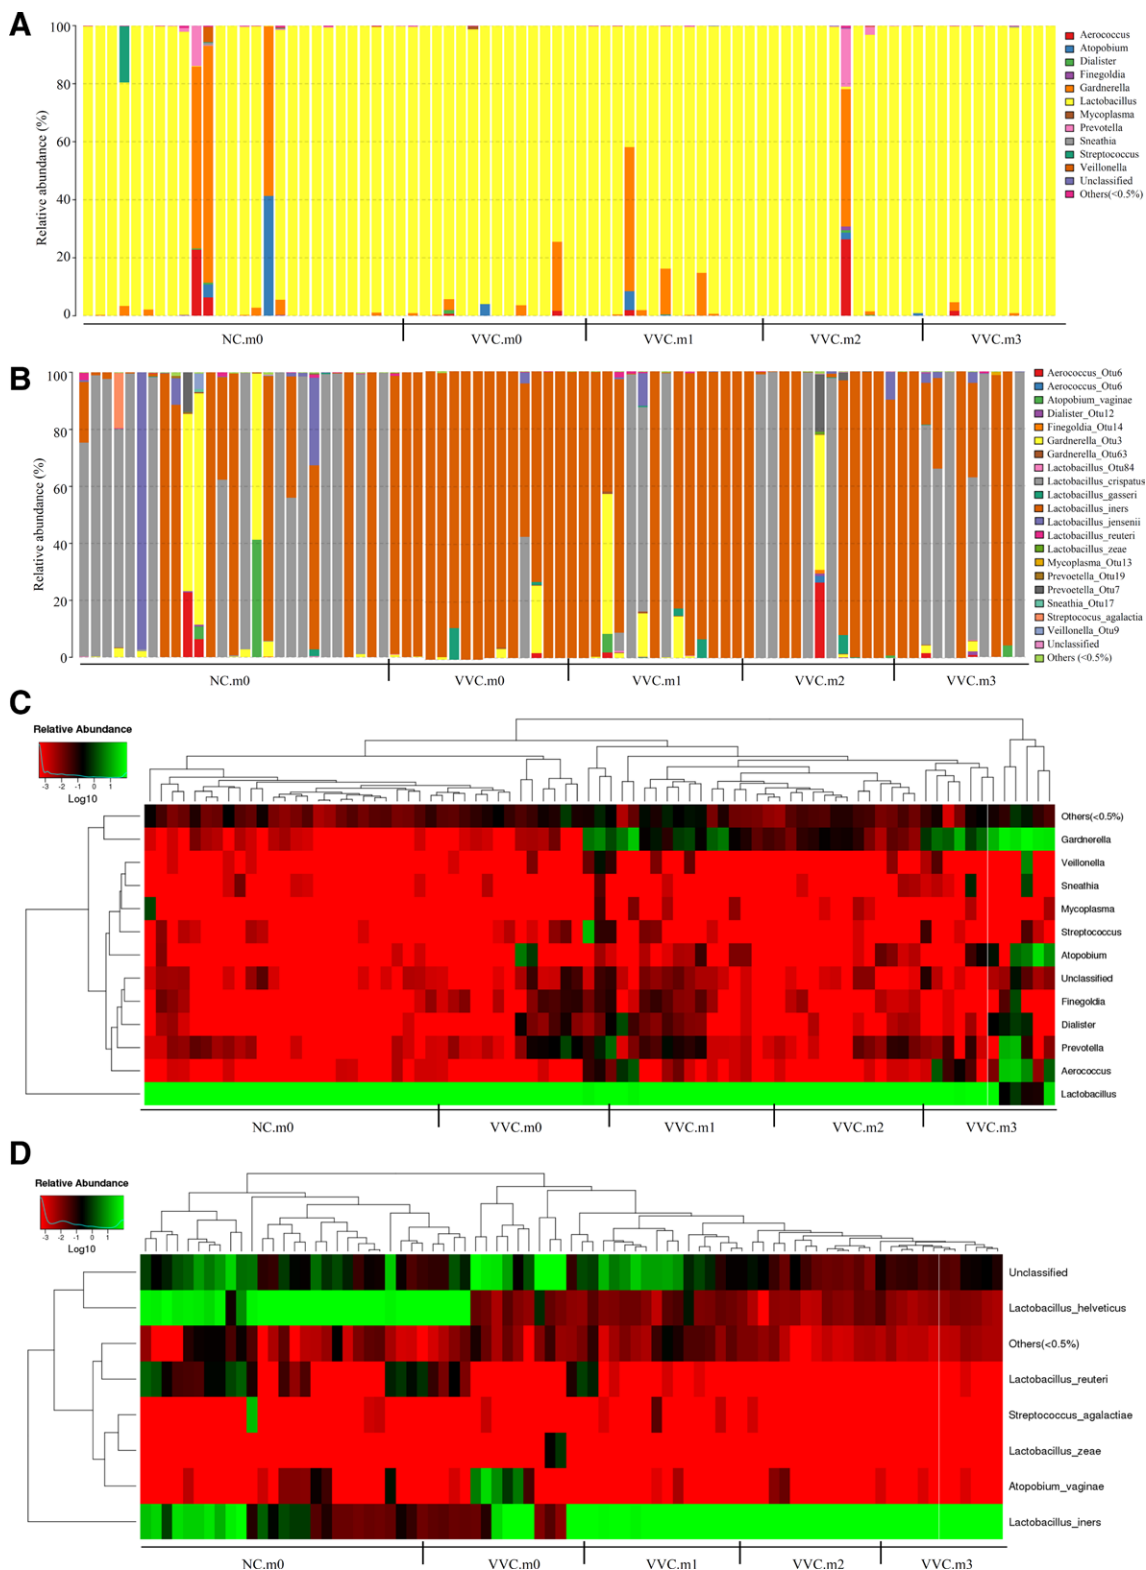 A
100
80
60
40
20
0
Relative abundance (%)
NC.m0
VVC.m0
VVC.m1
VVC.m2
VVC.m3
Aerococcus
Atopobium
Dialister
Finegoldia
Gardnerella
Lactobacillus
Mycoplasma
Prevotella
Sneathia
Streptococcus
Veillonella
Unclassified
Others(<0.5%)
B
100
80
60
40
20
0
Relative abundance (%)
NC.m0
VVC.m0
VVC.m1
VVC.m2
VVC.m3
Aerococcus_Otu6
Aerococcus_Otu6
Atopobium_vaginae
Dialister_Otu12
Finegoldia_Otu14
Gardnerella_Otu3
Gardnerella_Otu63
Lactobacillus_Otu84
Lactobacillus_crispatus
Lactobacillus_gasseri
Lactobacillus_iners
Lactobacillus_jensenii
Lactobacillus_reuteri
Lactobacillus_zeae
Mycoplasma_Otu13
Prevoetella_Otu19
Prevoetella_Otu7
Sneathia_Otu17
Streptococcus_agalactia
Veillonella_Otu9
Unclassified
Others (<0.5%)
C
Relative Abundance
-3 -2 -1 0 1
Log10
Others(<0.5%)
Gardnerella
Veillonella
Sneathia
Mycoplasma
Streptococcus
Atopobium
Unclassified
Finegoldia
Dialister
Prevotella
Aerococcus
Lactobacillus
NC.m0
VVC.m0
VVC.m1
VVC.m2
VVC.m3
D
Relative Abundance
-3 -2 -1 0 1
Log10
Unclassified
Lactobacillus_helveticus
Others(<0.5%)
Lactobacillus_reuteri
Streptococcus_agalactiae
Lactobacillus_zeae
Atopobium_vaginae
Lactobacillus_iners
NC.m0
VVC.m0
VVC.m1
VVC.m2
VVC.m3